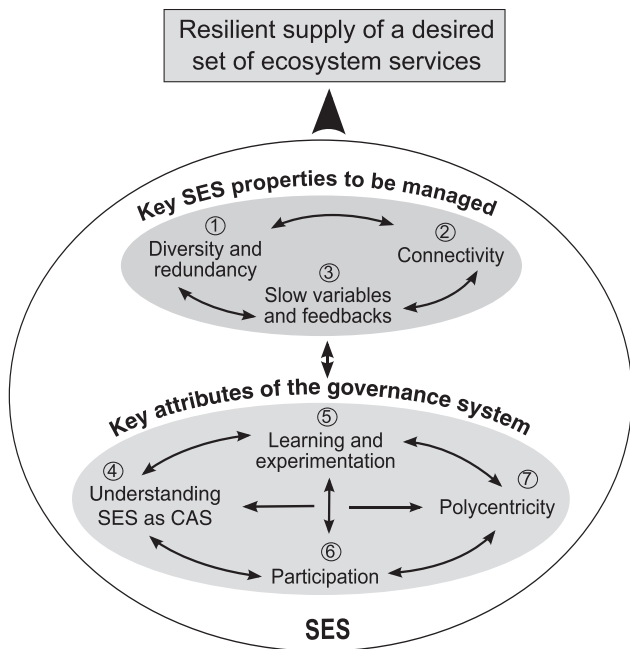 Resilient supply of a desired
set of ecosystem services
Key SES properties to be managed
①
Diversity and
redundancy
②
Connectivity
③
Slow variables
and feedbacks
Key attributes of the governance system
④
Understanding
SES as CAS
⑤
Learning and
experimentation
⑥
Participation
⑦
Polycentricity
SES